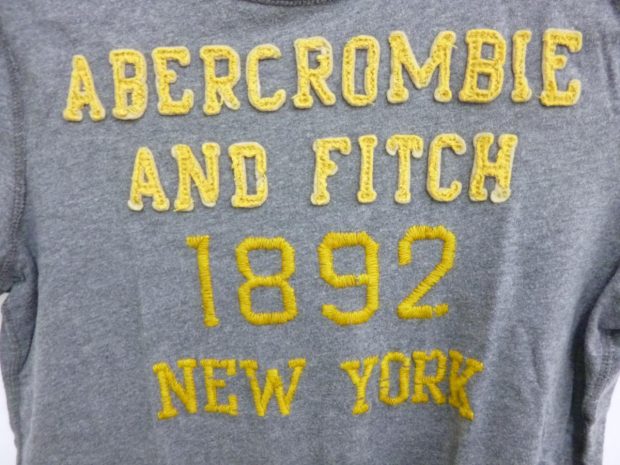 ABERCROMBIE
AND FITCH
1892
NEW YORK